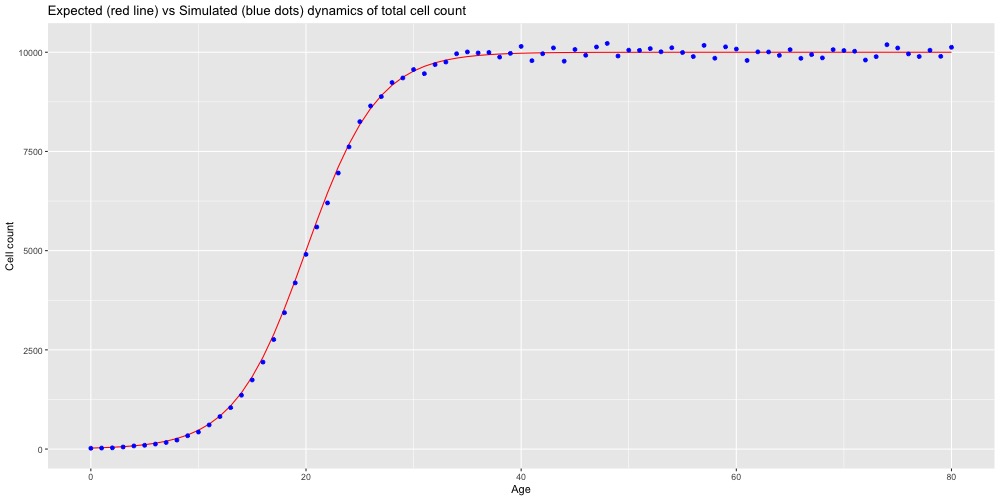 Expected (red line) vs Simulated (blue dots) dynamics of total cell count
10000
7500
5000
2500
0
Cell count
0 20 40 60 80
Age